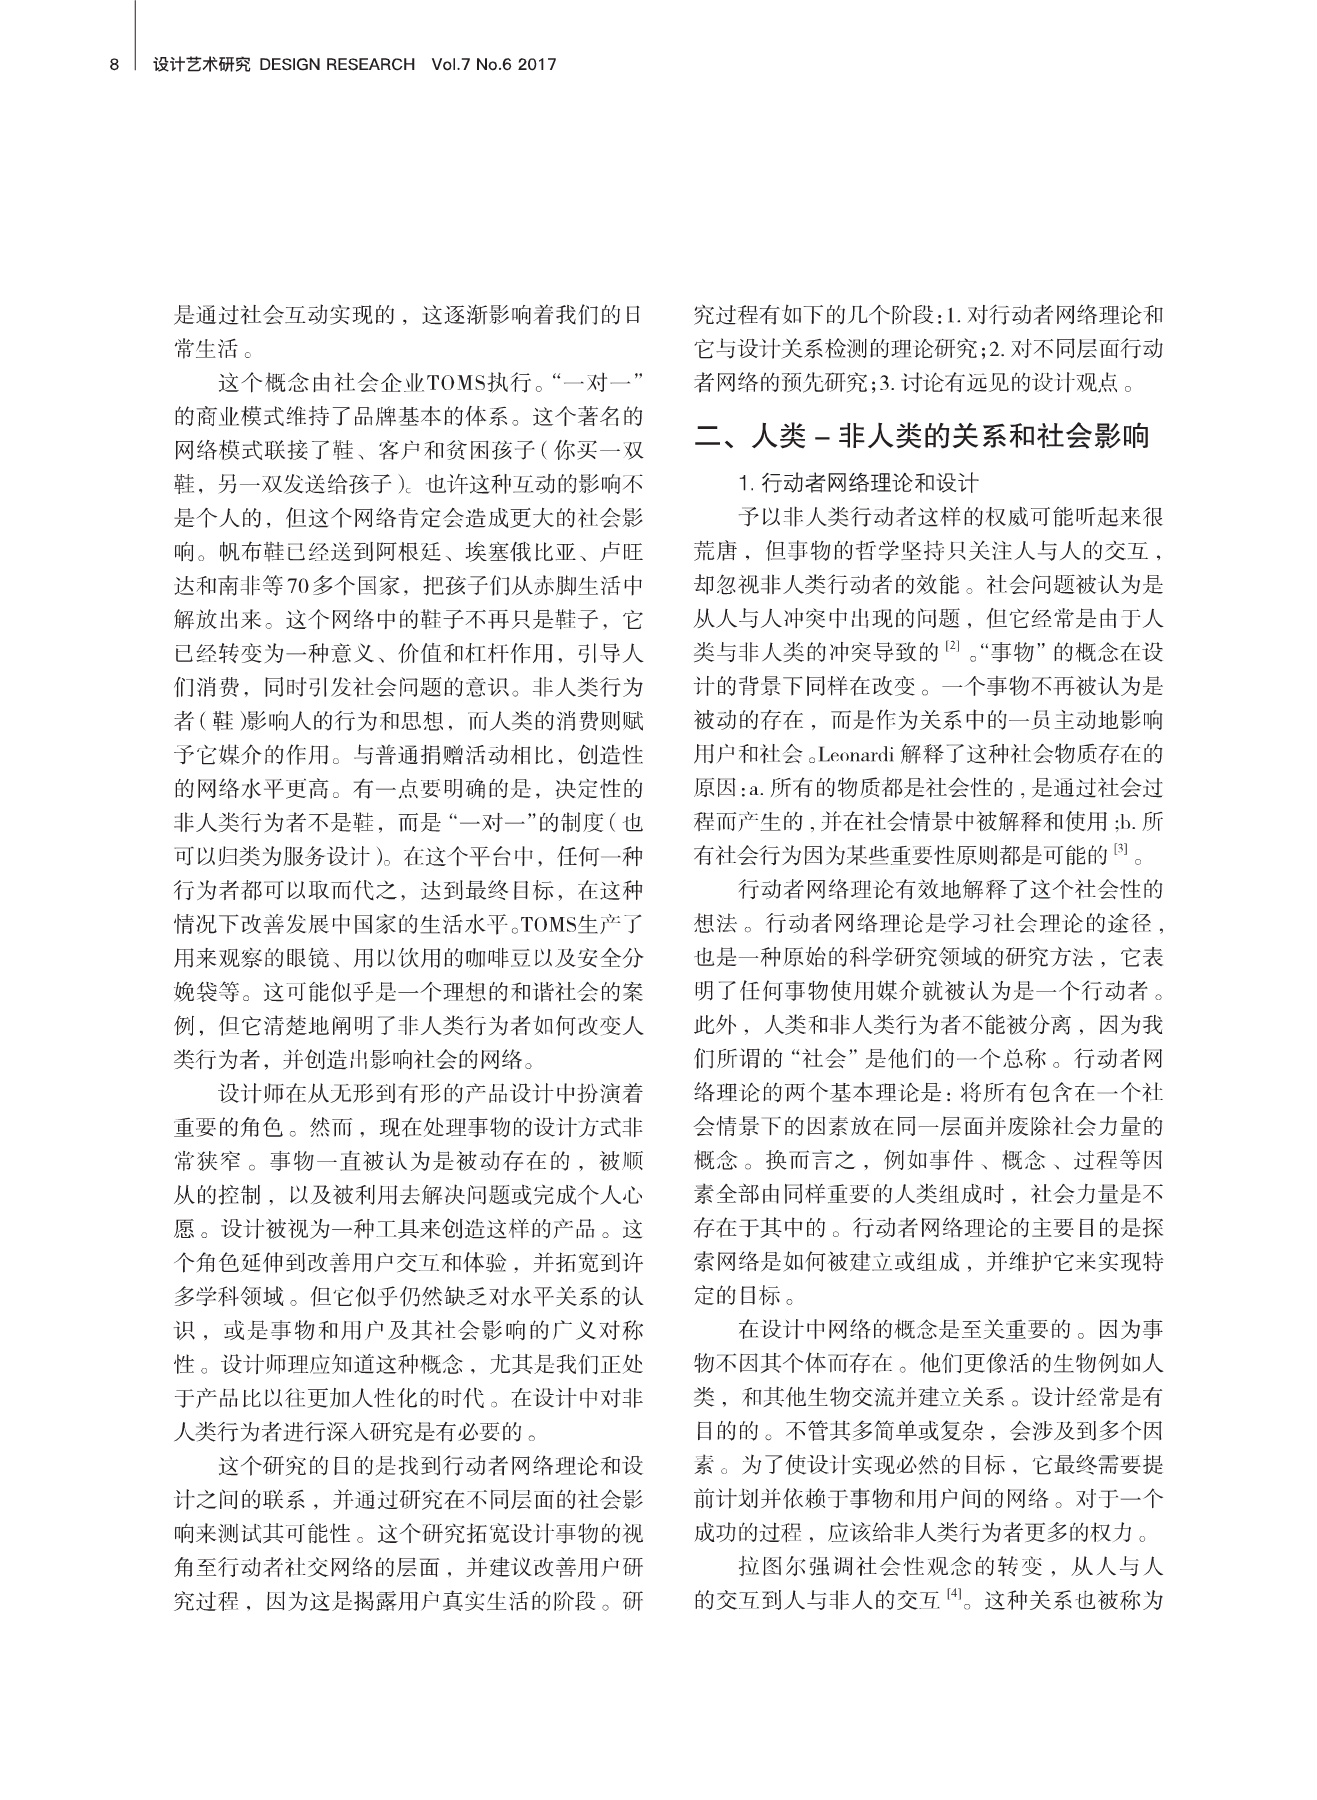 8 设计艺术研究 DESIGN RESEARCH Vol.7 No.6 2017
是通过社会互动实现的，这逐渐影响着我们的日
常生活。
这个概念由社会企业TOMS执行。“一对一”
的商业模式维持了品牌基本的体系。这个著名的
网络模式联接了鞋、客户和贫困孩子（你买一双
鞋，另一双发送给孩子）。也许这种互动的影响不
是个人的，但这个网络肯定会造成更大的社会影
响。帆布鞋已经送到阿根廷、埃塞俄比亚、卢旺
达和南非等70多个国家，把孩子们从赤脚生活中
解放出来。这个网络中的鞋子不再只是鞋子，它
已经转变为一种意义、价值和杠杆作用，引导人
们消费，同时引发社会问题的意识。非人类行为
者（鞋）影响人的行为和思想，而人类的消费则赋
予它媒介的作用。与普通捐赠活动相比，创造性
的网络水平更高。有一点要明确的是，决定性的
非人类行为者不是鞋，而是“一对一”的制度（也
可以归类为服务设计）。在这个平台中，任何一种
行为者都可以取而代之，达到最终目标，在这种
情况下改善发展中国家的生活水平。TOMS生产了
用来观察的眼镜、用以饮用的咖啡豆以及安全分
娩袋等。这可能似乎是一个理想的和谐社会的案
例，但它清楚地阐明了非人类行为者如何改变人
类行为者，并创造出影响社会的网络。
设计师在从无形到有形的产品设计中扮演着
重要的角色。然而，现在处理事物的设计方式非
常狭窄。事物一直被认为是被动存在的，被顺
从的控制，以及被利用去解决问题或完成个人心
愿。设计被视为一种工具来创造这样的产品。这
个角色延伸到改善用户交互和体验，并拓宽到许
多学科领域。但它似乎仍然缺乏对水平关系的认
识，或是事物和用户及其社会影响的广义对称
性。设计师理应知道这种概念，尤其是我们正处
于产品比以往更加人性化的时代。在设计中对非
人类行为者进行深入研究是有必要的。
这个研究的目的是找到行动者网络理论和设
计之间的联系，并通过研究在不同层面的社会影
响来测试其可能性。这个研究拓宽设计事物的视
角至行动者社交网络的层面，并建议改善用户研
究过程，因为这是揭露用户真实生活的阶段。研
究过程有如下的几个阶段：1. 对行动者网络理论和
它与设计关系检测的理论研究；2. 对不同层面行动
者网络的预先研究；3. 讨论有远见的设计观点。
二、人类 – 非人类的关系和社会影响
1. 行动者网络理论和设计
予以非人类行动者这样的权威可能听起来很
荒唐，但事物的哲学坚持只关注人与人的交互，
却忽视非人类行动者的效能。社会问题被认为是
从人与人冲突中出现的问题，但它经常是由于人
类与非人类的冲突导致的[2]。“事物”的概念在设
计的背景下同样在改变。一个事物不再被认为是
被动的存在，而是作为关系中的一员主动地影响
用户和社会。Leonardi 解释了这种社会物质存在的
原因：a. 所有的物质都是社会性的，是通过社会过
程而产生的，并在社会情景中被解释和使用；b. 所
有社会行为因为某些重要性原则都是可能的[3]。
行动者网络理论有效地解释了这个社会性的
想法。行动者网络理论是学习社会理论的途径，
也是一种原始的科学研究领域的研究方法，它表
明了任何事物使用媒介就被认为是一个行动者。
此外，人类和非人类行为者不能被分离，因为我
们所谓的“社会”是他们的一个总称。行动者网
络理论的两个基本理论是：将所有包含在一个社
会情景下的因素放在同一层面并废除社会力量的
概念。换而言之，例如事件、概念、过程等因
素全部由同样重要的人类组成时，社会力量是不
存在于其中的。行动者网络理论的主要目的是探
索网络是如何被建立或组成，并维护它来实现特
定的目标。
在设计中网络的概念是至关重要的。因为事
物不因其个体而存在。他们更像活的生物例如人
类，和其他生物交流并建立关系。设计经常是有
目的的。不管其多简单或复杂，会涉及到多个因
素。为了使设计实现必然的目标，它最终需要提
前计划并依赖于事物和用户间的网络。对于一个
成功的过程，应该给非人类行为者更多的权力。
拉图尔强调社会性观念的转变，从人与人
的交互到人与非人的交互[4]。这种关系也被称为